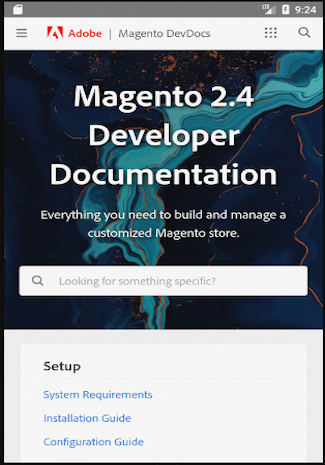 LTE 9:24
Adobe | Magento DevDocs
Magento 2.4
Developer
Documentation
Everything you need to build and manage a
customized Magento store.
Looking for something specific?
Setup
System Requirements
Installation Guide
Configuration Guide